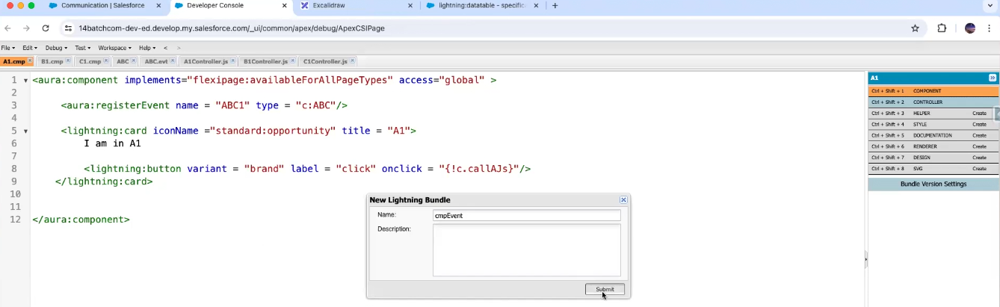 Communication | Salesforce
Developer Console
Excalidraw
lightning:datatable - specific
14batchcom-dev-ed.develop.my.salesforce.com/_ui/common/apex/debug/ApexCSIPage
File Edit Debug Test Workspace Help < >
A1.cmp B1.cmp C1.cmp ABC ABC.evt A1Controller.js B1Controller.js C1Controller.js
1 <aura:component implements="flexipage:availableForAllPageTypes" access="global" >
2
3 <aura:registerEvent name = "ABC1" type = "c:ABC"/>
4
5 <lightning:card iconName ="standard:opportunity" title = "A1">
6 I am in A1
7
8 <lightning:button variant = "brand" label = "click" onclick = "{!c.callAJs}"/>
9 </lightning:card>
10
11
12 </aura:component>
New Lightning Bundle
Name: cmpEvent
Description:
Submit
A1
Ctrl + Shift + 1 COMPONENT
Ctrl + Shift + 2 CONTROLLER
Ctrl + Shift + 3 HELPER Create
Ctrl + Shift + 4 STYLE Create
Ctrl + Shift + 5 DOCUMENTATION Create
Ctrl + Shift + 6 RENDERER Create
Ctrl + Shift + 7 DESIGN Create
Ctrl + Shift + 8 SVG Create
Bundle Version Settings